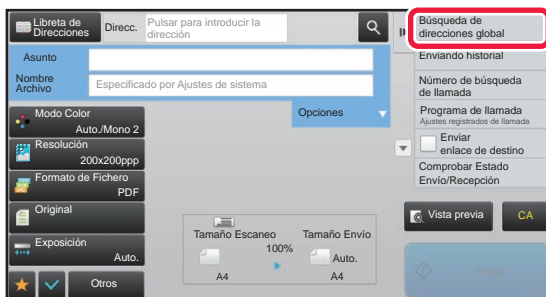 Libreta de
Direcciones
Direcc.
Pulsar para introducir la
dirección
Asunto
Nombre
Archivo
Especificado por Ajustes de sistema
Opciones
Modo Color
Auto./Mono 2
Resolución
200x200ppp
Formato de Fichero
PDF
Original
Exposición
Auto.
Otros
Tamaño Escaneo
Tamaño Envío
100%
Auto.
A4
A4
Búsqueda de
direcciones global
Enviando historial
Número de búsqueda
de llamada
Programa de llamada
Ajustes registrados de llamada
Enviar
enlace de destino
Comprobar Estado
Envío/Recepción
Vista previa
CA